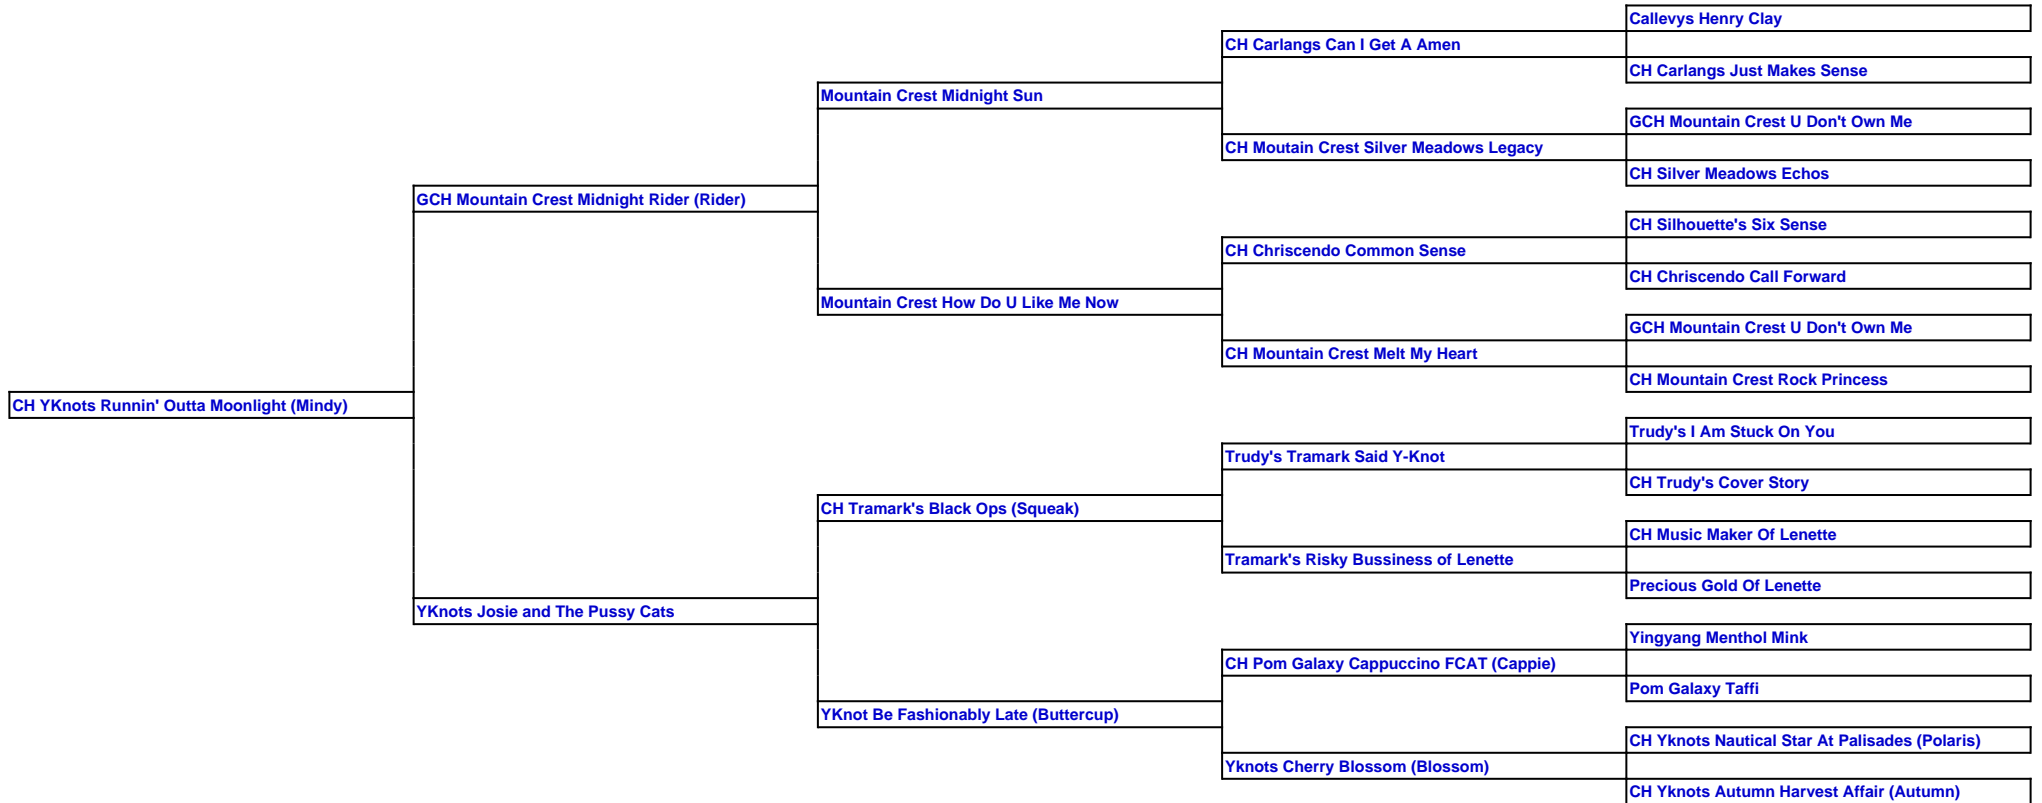 Callevys Henry Clay
CH Carlangs Can I Get A Amen
CH Carlangs Just Makes Sense
Mountain Crest Midnight Sun
GCH Mountain Crest U Don't Own Me
CH Moutain Crest Silver Meadows Legacy
CH Silver Meadows Echos
GCH Mountain Crest Midnight Rider (Rider)
CH Silhouette's Six Sense
CH Chriscendo Common Sense
CH Chriscendo Call Forward
Mountain Crest How Do U Like Me Now
GCH Mountain Crest U Don't Own Me
CH Mountain Crest Melt My Heart
CH Mountain Crest Rock Princess
CH YKnots Runnin' Outta Moonlight (Mindy)
Trudy's I Am Stuck On You
Trudy's Tramark Said Y-Knot
CH Trudy's Cover Story
CH Tramark's Black Ops (Squeak)
CH Music Maker Of Lenette
Tramark's Risky Bussiness of Lenette
Precious Gold Of Lenette
YKnots Josie and The Pussy Cats
Yingyang Menthol Mink
CH Pom Galaxy Cappuccino FCAT (Cappie)
Pom Galaxy Taffi
YKnot Be Fashionably Late (Buttercup)
CH Yknots Nautical Star At Palisades (Polaris)
Yknots Cherry Blossom (Blossom)
CH Yknots Autumn Harvest Affair (Autumn)